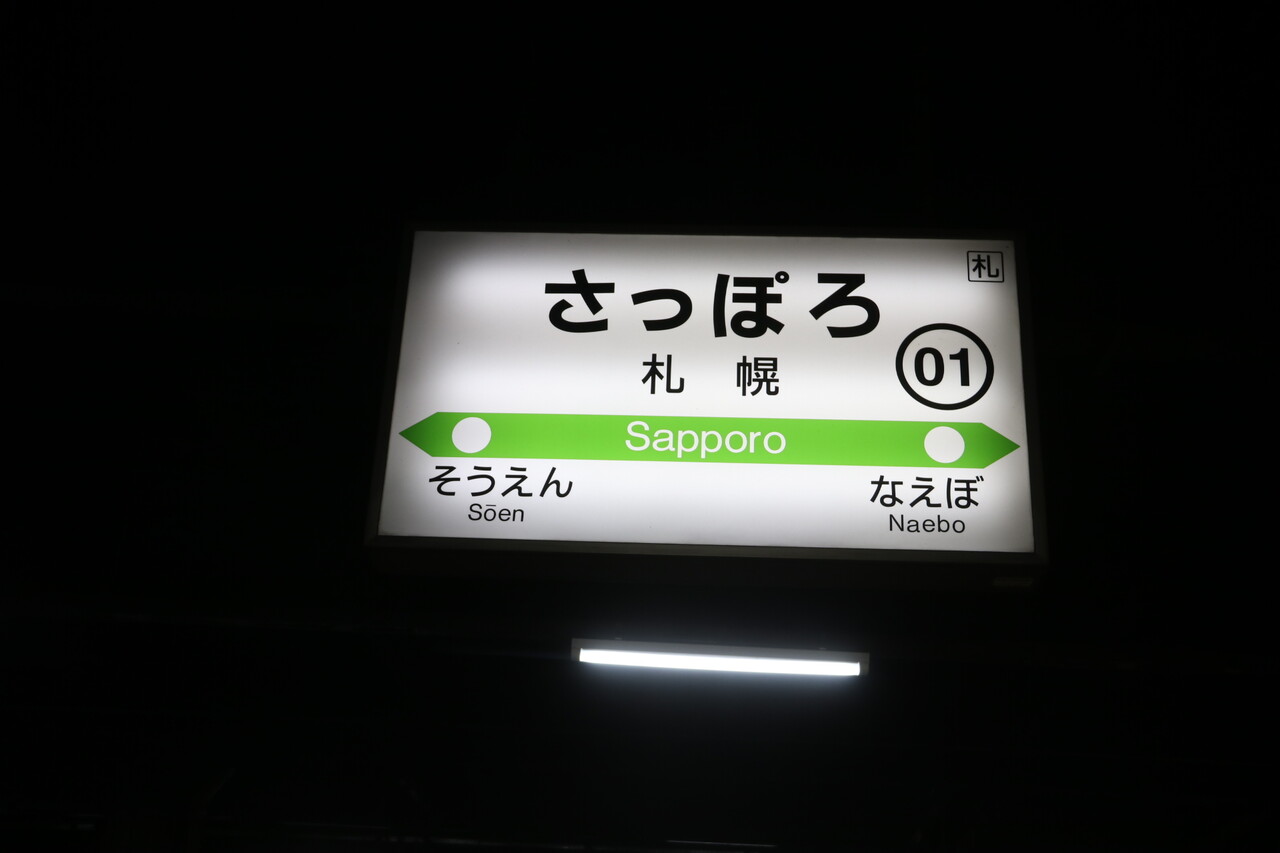 札
さっぽろ
札幌
01
Sapporo
そうえん なえぼ
Sōen Naebo